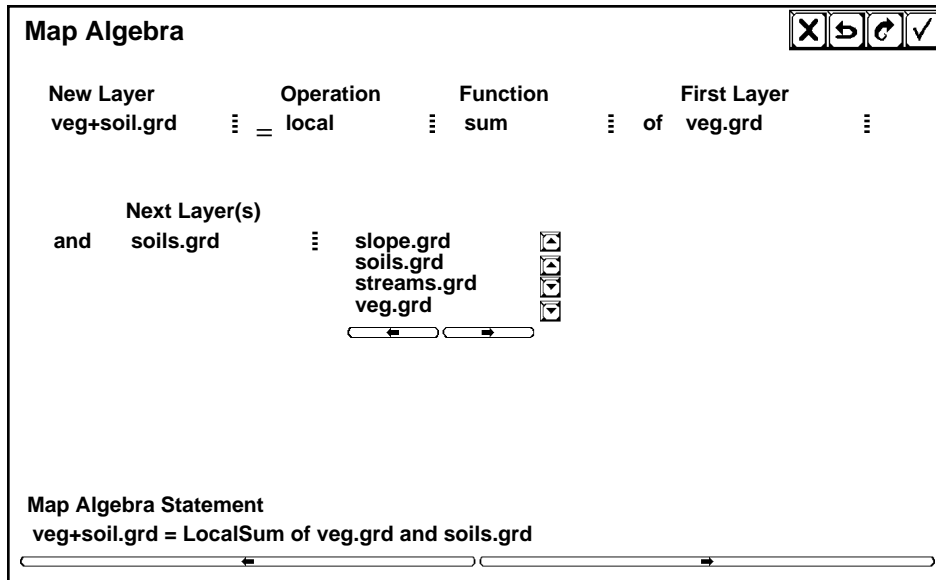 Map Algebra
New Layer Operation Function First Layer
veg+soil.grd = local sum of veg.grd
Next Layer(s)
and soils.grd
slope.grd
soils.grd
streams.grd
veg.grd
Map Algebra Statement
veg+soil.grd = LocalSum of veg.grd and soils.grd